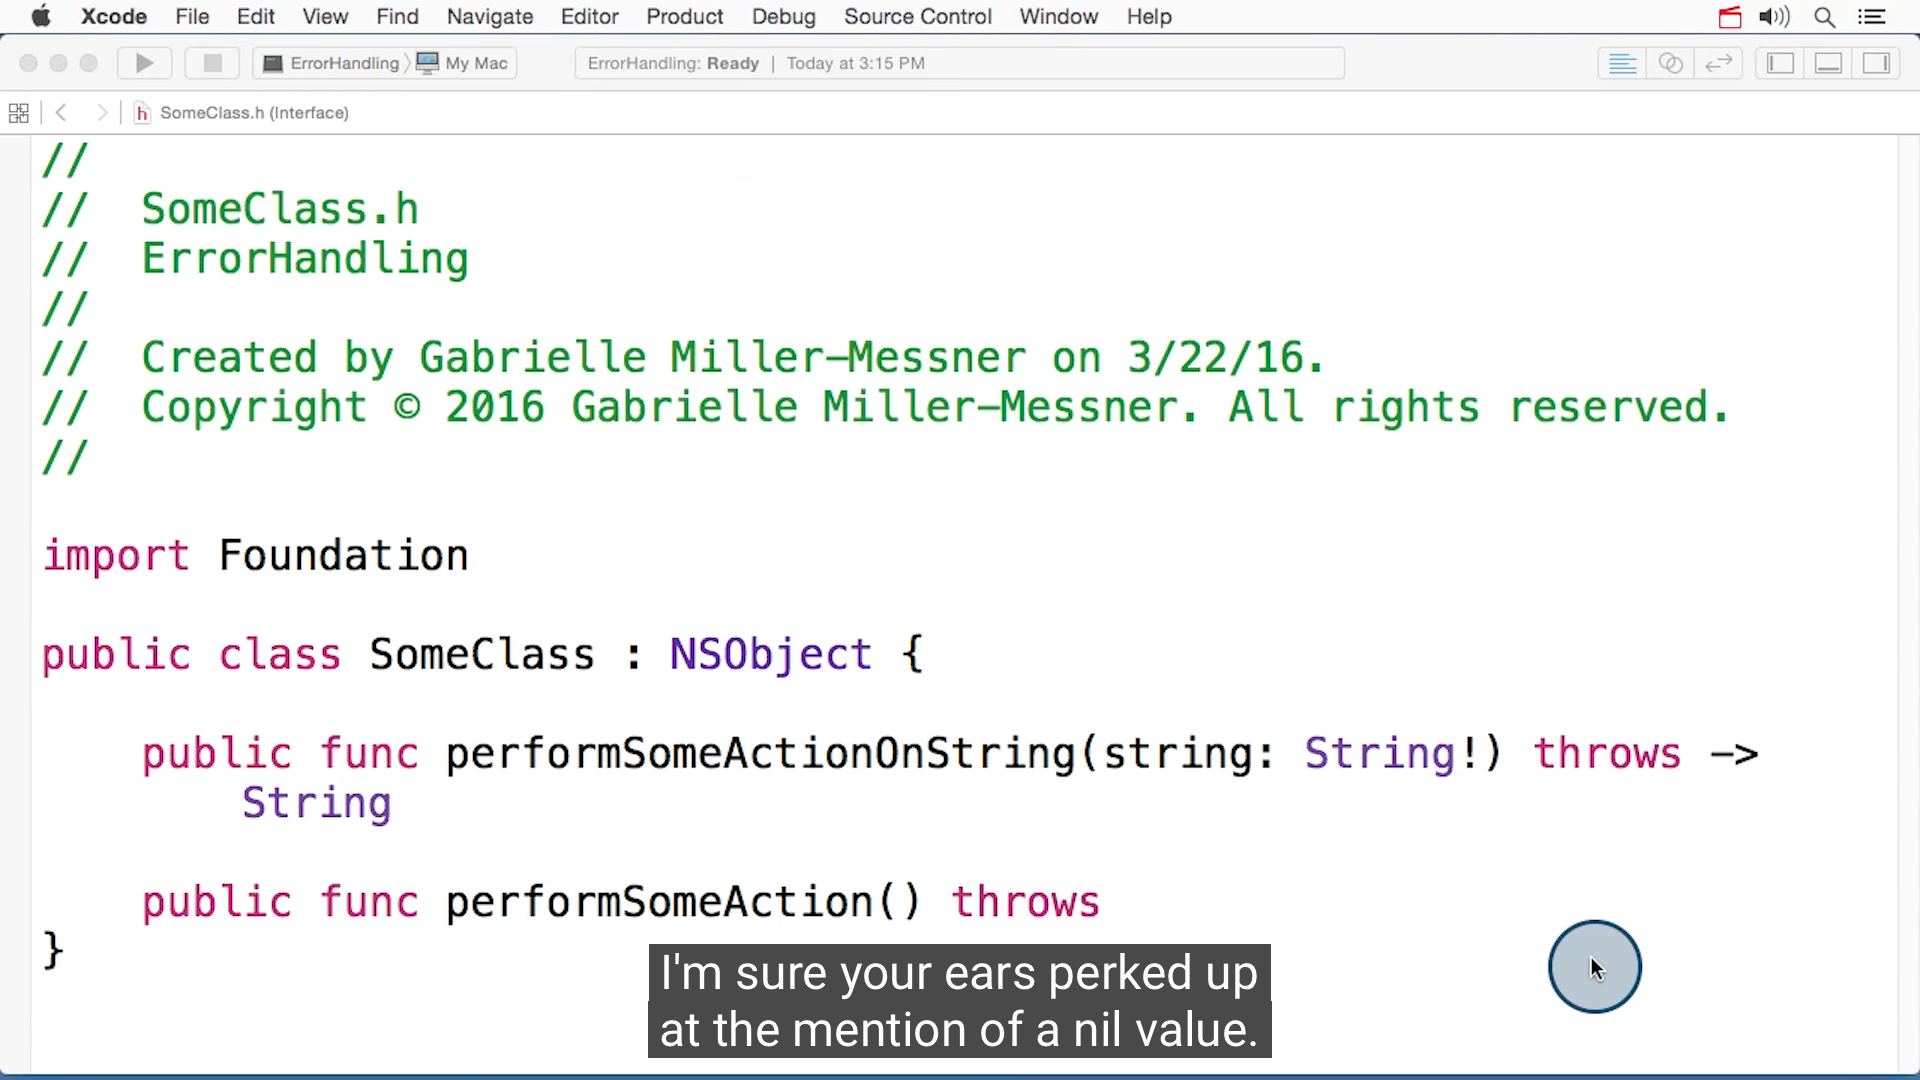 Xcode File Edit View Find Navigate Editor Product Debug Source Control Window Help
ErrorHandling My Mac ErrorHandling: Ready | Today at 3:15 PM
h SomeClass.h (Interface)
//
// SomeClass.h
// ErrorHandling
//
// Created by Gabrielle Miller-Messner on 3/22/16.
// Copyright © 2016 Gabrielle Miller-Messner. All rights reserved.
//
import Foundation
public class SomeClass : NSObject {
public func performSomeActionOnString(string: String!) throws ->
String
public func performSomeAction() throws
}
I'm sure your ears perked up
at the mention of a nil value.